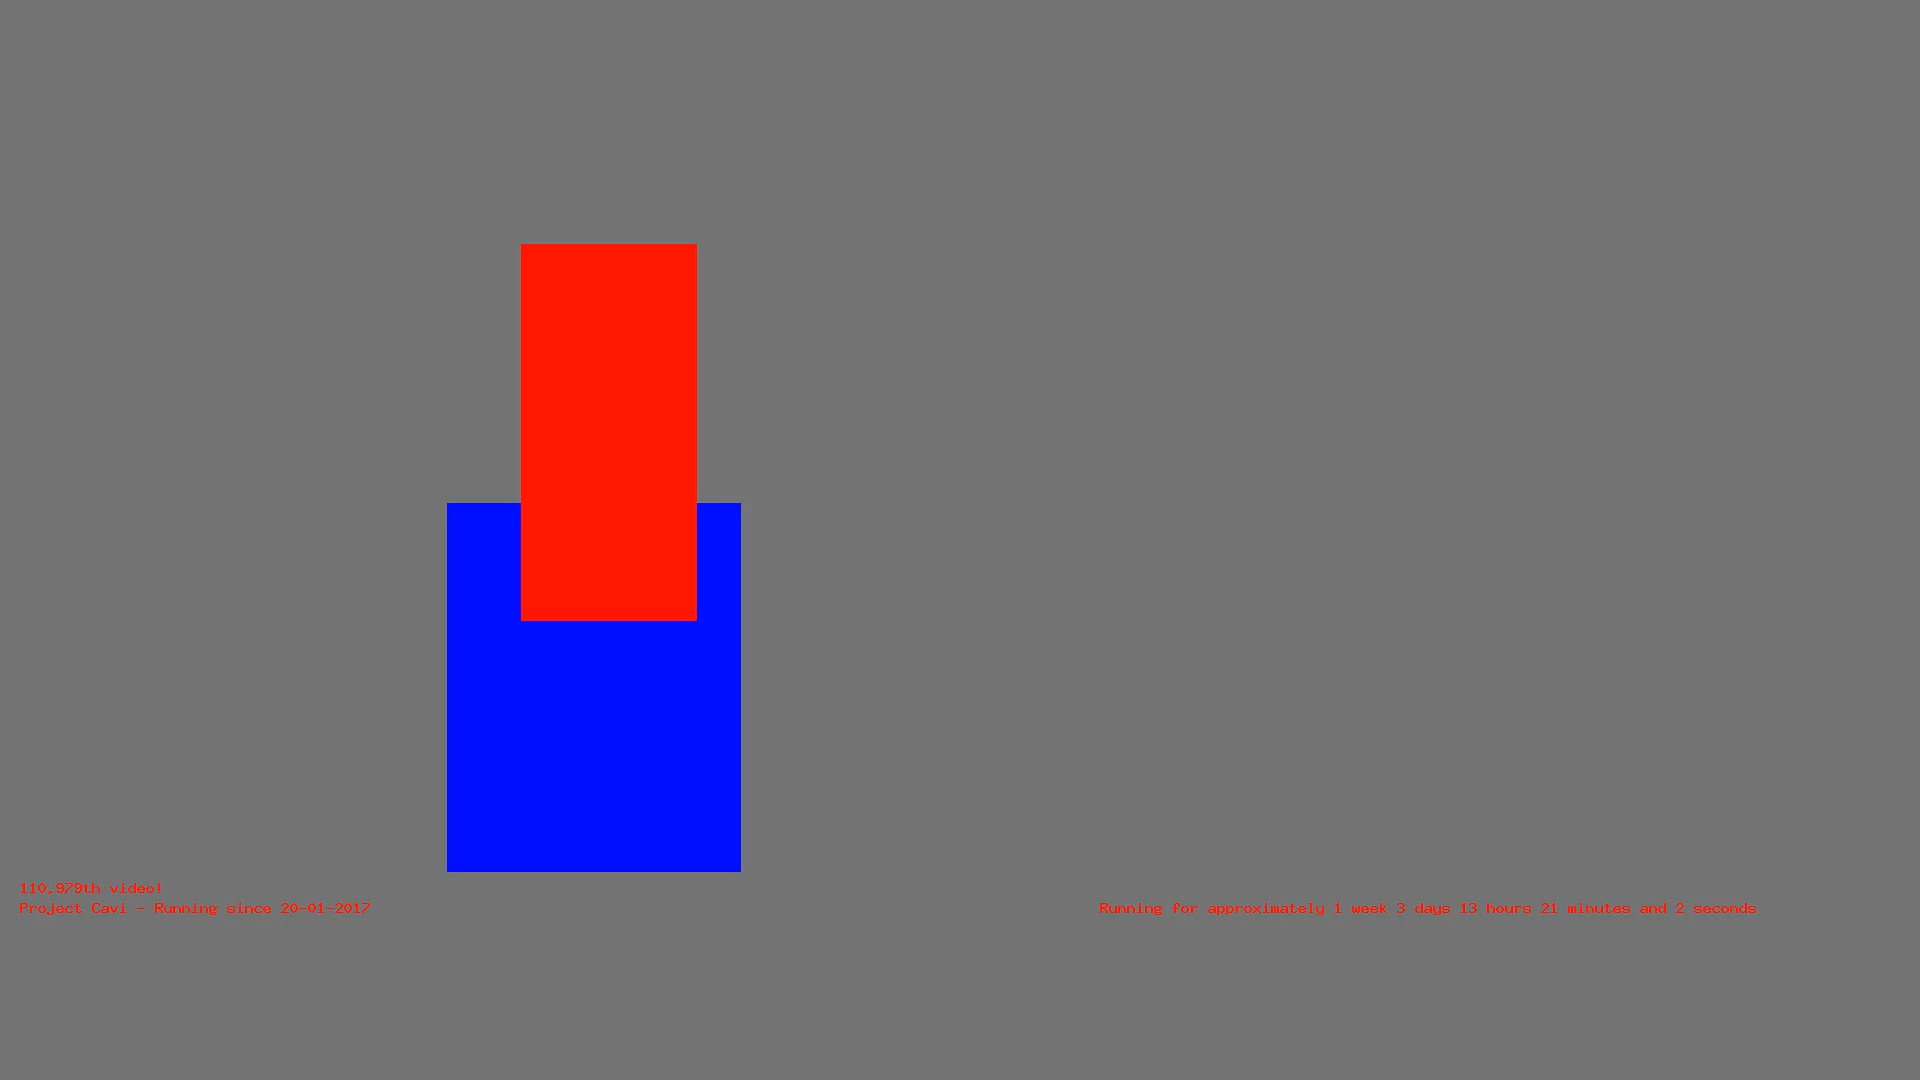 110,979th video!
Project Cavi - Running since 20-01-2017
Running for approximately 1 week 3 days 13 hours 21 minutes and 2 seconds